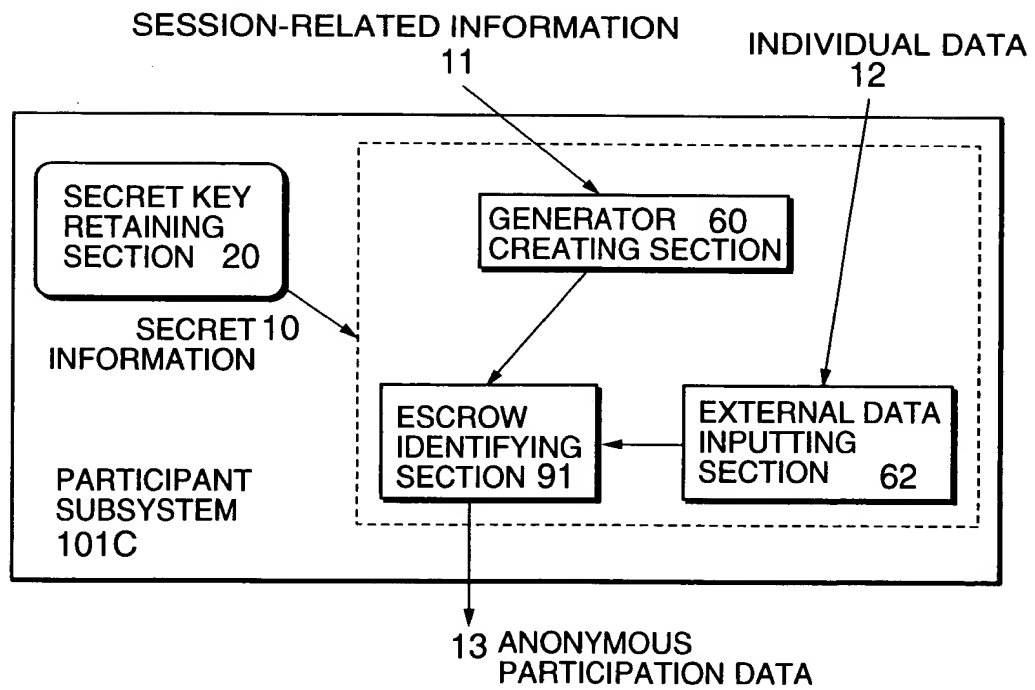 SESSION-RELATED INFORMATION
11
INDIVIDUAL DATA
12
SECRET KEY
RETAINING
SECTION 20
GENERATOR 60
CREATING SECTION
SECRET 10
INFORMATION
ESCROW
IDENTIFYING
SECTION 91
EXTERNAL DATA
INPUTTING
SECTION 62
PARTICIPANT
SUBSYSTEM
101C
13 ANONYMOUS
PARTICIPATION DATA